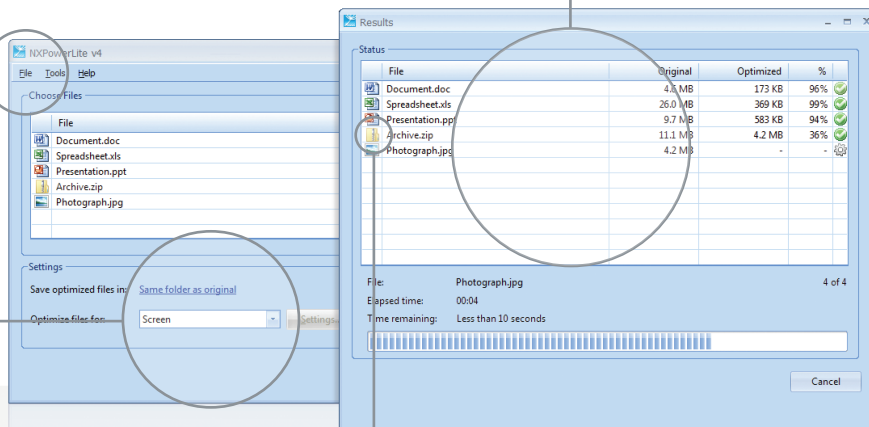 NXPowerLite v4
File Tools Help
Choose Files
File
Document.doc
Spreadsheet.xls
Presentation.ppt
Archive.zip
Photograph.jpg
Settings
Save optimized files in: Same folder as original
Optimize files for: Screen Settings
Results
Status
File Original Optimized %
Document.doc 4.6 MB 173 KB 96%
Spreadsheet.xls 26.0 MB 369 KB 99%
Presentation.ppt 9.7 MB 583 KB 94%
Archive.zip 11.1 MB 4.2 MB 36%
Photograph.jpg 4.2 MB - -
File: Photograph.jpg 4 of 4
Elapsed time: 00:04
Time remaining: Less than 10 seconds
Cancel